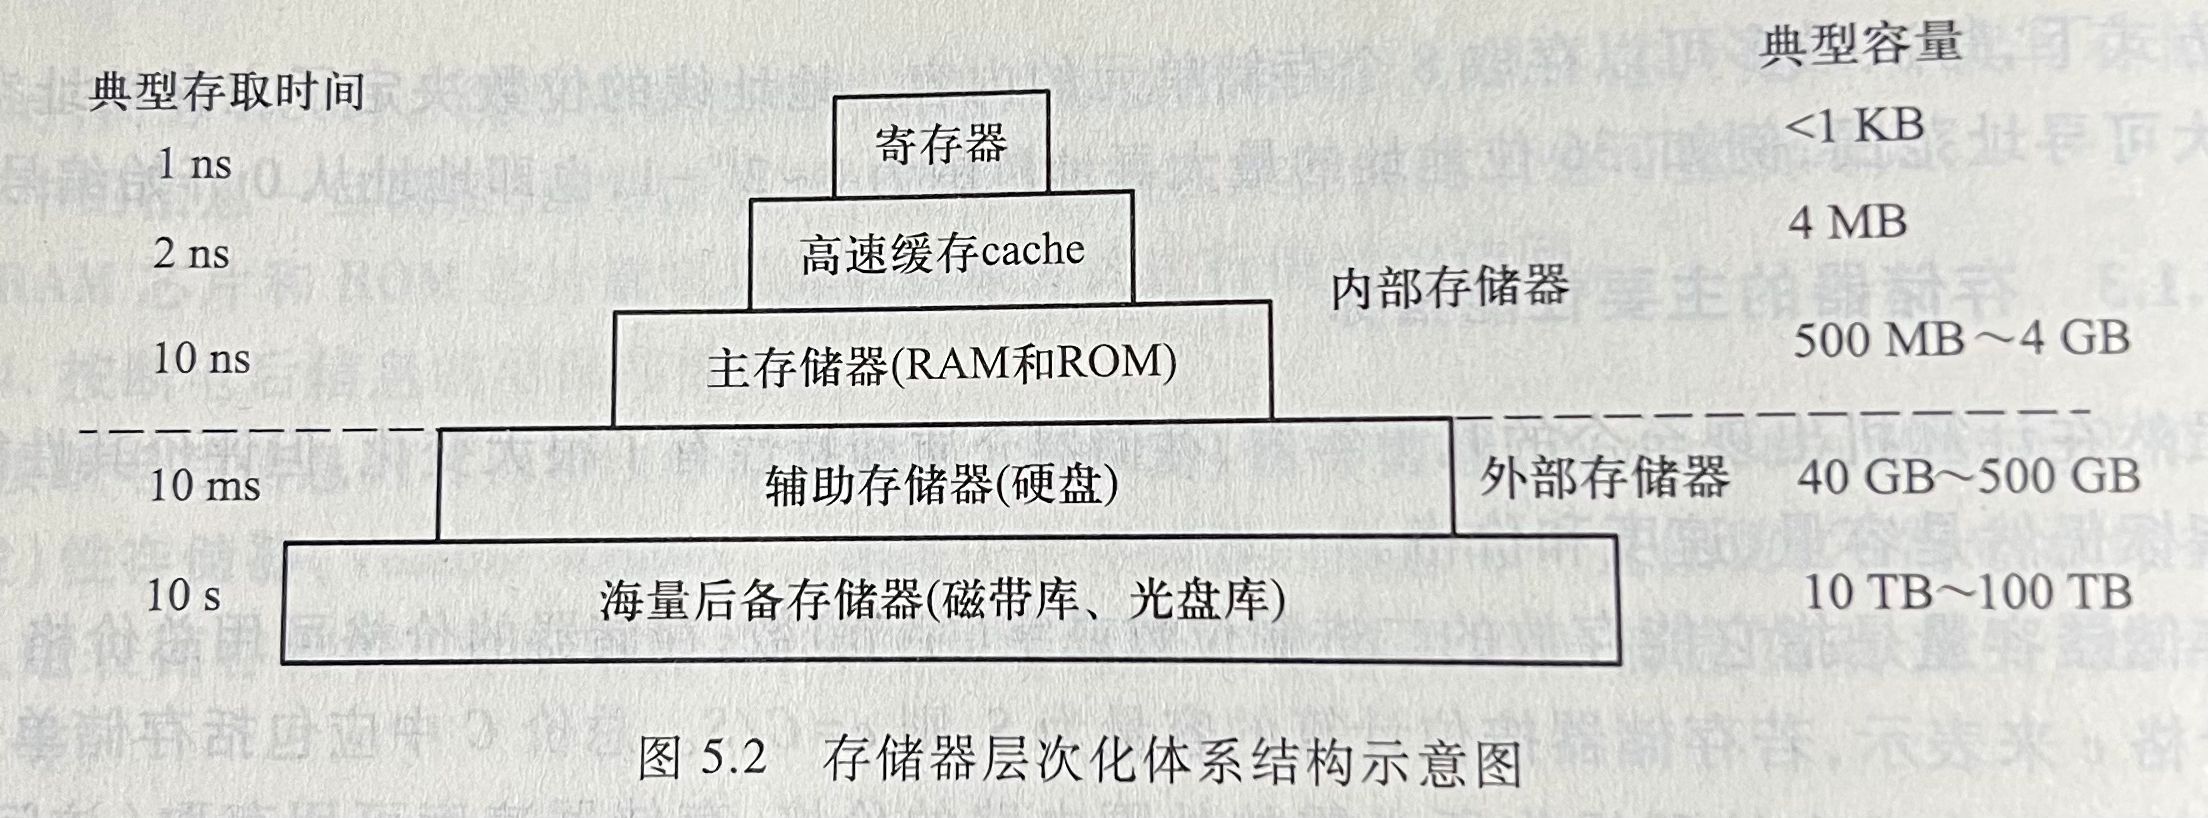 典型存取时间 典型容量
1 ns 寄存器 <1 KB
2 ns 高速缓存cache 4 MB
内部存储器
10 ns 主存储器(RAM和ROM) 500 MB～4 GB
10 ms 辅助存储器(硬盘) 外部存储器 40 GB～500 GB
10 s 海量后备存储器(磁带库、光盘库) 10 TB～100 TB
图 5.2 存储器层次化体系结构示意图